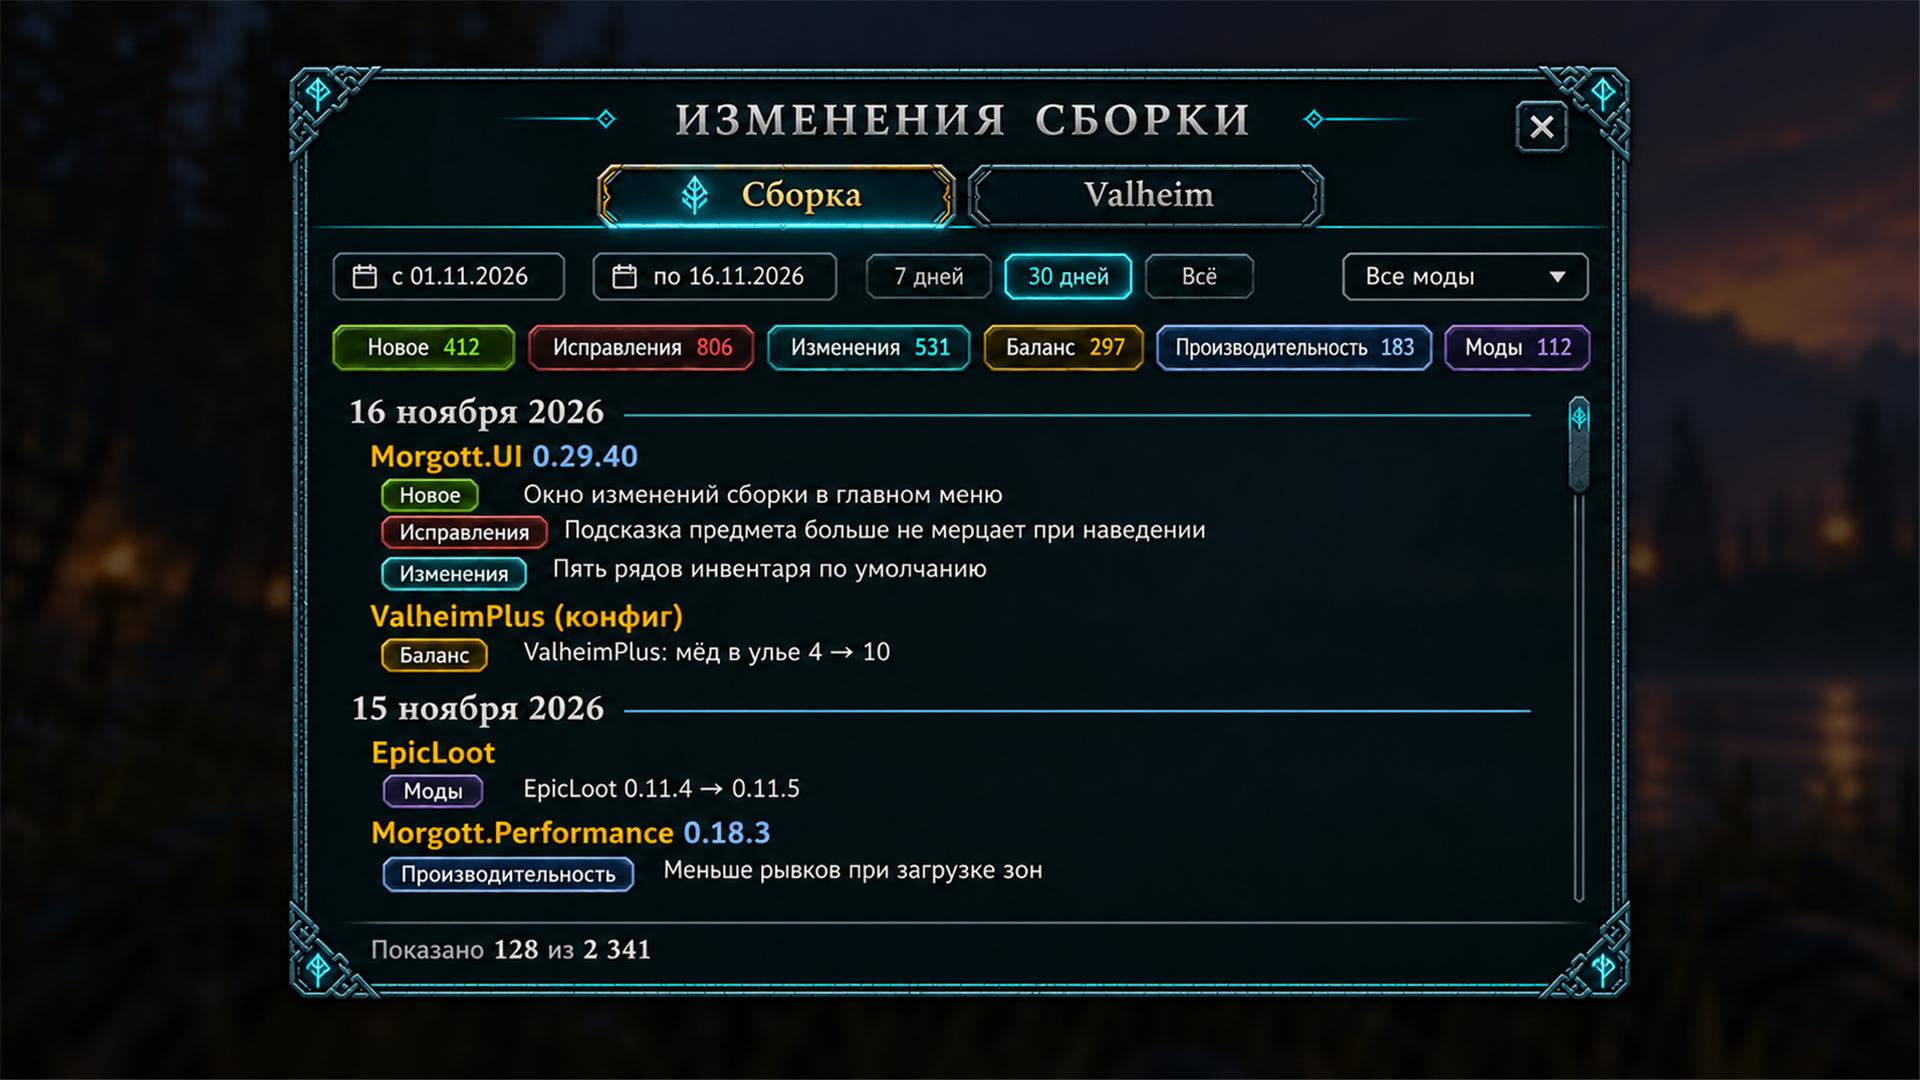 ИЗМЕНЕНИЯ СБОРКИ
Сборка Valheim
с 01.11.2026 по 16.11.2026 7 дней 30 дней Всё Все моды
Новое 412 Исправления 806 Изменения 531 Баланс 297 Производительность 183 Моды 112
16 ноября 2026
Morgott.UI 0.29.40
Новое Окно изменений сборки в главном меню
Исправления Подсказка предмета больше не мерцает при наведении
Изменения Пять рядов инвентаря по умолчанию
ValheimPlus (конфиг)
Баланс ValheimPlus: мёд в улье 4 → 10
15 ноября 2026
EpicLoot
Моды EpicLoot 0.11.4 → 0.11.5
Morgott.Performance 0.18.3
Производительность Меньше рывков при загрузке зон
Показано 128 из 2 341